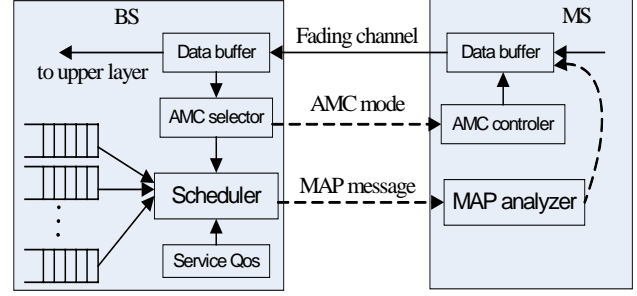 BS
MS
Data buffer
Fading channel
Data buffer
to upper layer
AMC mode
AMC selector
AMC controler
MAP message
Scheduler
MAP analyzer
Service Qos